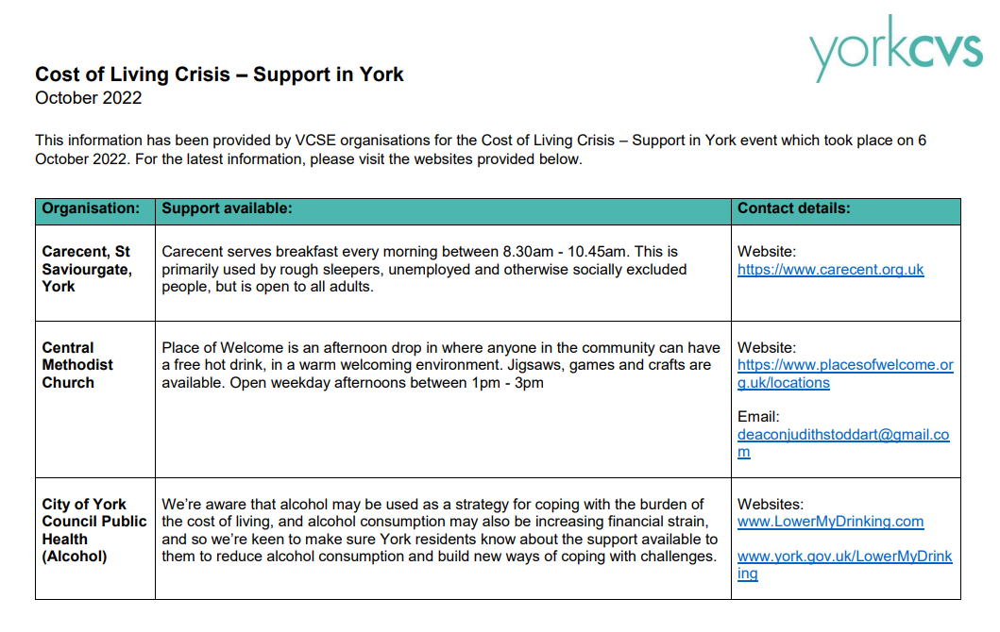 yorkcvs
Cost of Living Crisis – Support in York
October 2022
This information has been provided by VCSE organisations for the Cost of Living Crisis – Support in York event which took place on 6
October 2022. For the latest information, please visit the websites provided below.
Organisation:
Support available:
Contact details:
Carecent, St
Saviourgate,
York
Carecent serves breakfast every morning between 8.30am - 10.45am. This is
primarily used by rough sleepers, unemployed and otherwise socially excluded
people, but is open to all adults.
Website:
https://www.carecent.org.uk
Central
Methodist
Church
Place of Welcome is an afternoon drop in where anyone in the community can have
a free hot drink, in a warm welcoming environment. Jigsaws, games and crafts are
available. Open weekday afternoons between 1pm - 3pm
Website:
https://www.placesofwelcome.or
g.uk/locations
Email:
deaconjudithstoddart@gmail.co
m
City of York
Council Public
Health
(Alcohol)
We’re aware that alcohol may be used as a strategy for coping with the burden of
the cost of living, and alcohol consumption may also be increasing financial strain,
and so we’re keen to make sure York residents know about the support available to
them to reduce alcohol consumption and build new ways of coping with challenges.
Websites:
www.LowerMyDrinking.com
www.york.gov.uk/LowerMyDrink
ing